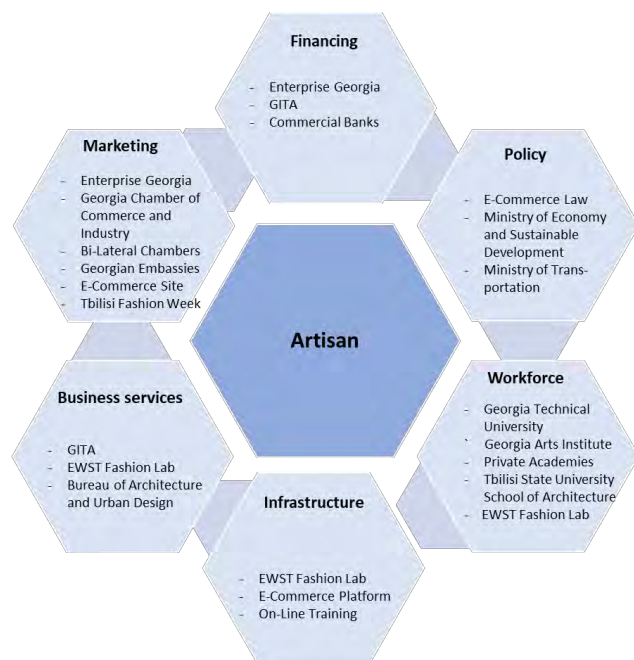 Financing
- Enterprise Georgia
- GITA
- Commercial Banks
Marketing
- Enterprise Georgia
- Georgia Chamber of
Commerce and
Industry
- Bi-Lateral Chambers
- Georgian Embassies
- E-Commerce Site
- Tbilisi Fashion Week
Policy
- E-Commerce Law
- Ministry of Economy
and Sustainable
Development
- Ministry of Trans-
portation
Artisan
Business services
- GITA
- EWST Fashion Lab
- Bureau of Architecture
and Urban Design
Workforce
- Georgia Technical
University
` Georgia Arts Institute
- Private Academies
- Tbilisi State University
School of Architecture
- EWST Fashion Lab
Infrastructure
- EWST Fashion Lab
- E-Commerce Platform
- On-Line Training